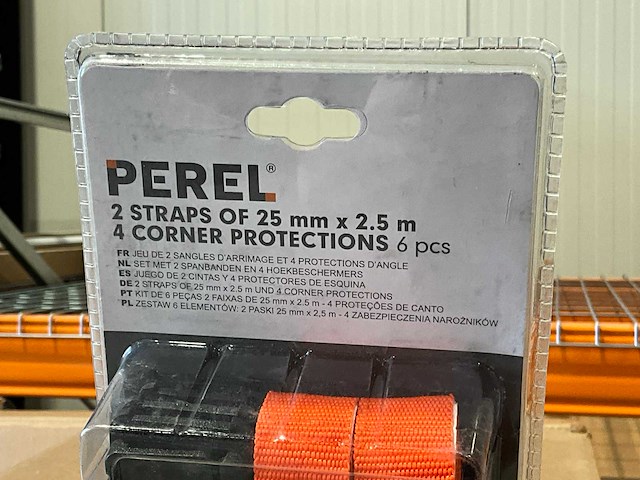 PEREL®
2 STRAPS OF 25 mm x 2.5 m
4 CORNER PROTECTIONS 6 pcs
FR JEU DE 2 SANGLES D'ARRIMAGE ET 4 PROTECTIONS D'ANGLE
NL SET MET 2 SPANBANDEN EN 4 HOEKBESCHERMERS
ES JUEGO DE 2 CINTAS Y 4 PROTECTORES DE ESQUINA
DE 2 STRAPS OF 25 mm x 2.5 m UND 4 CORNER PROTECTIONS
PT KIT DE 6 PEÇAS 2 FAIXAS DE 25 mm x 2.5 m - 4 PROTEÇÕES DE CANTO
PL ZESTAW 6 ELEMENTÓW: 2 PASKI 25 mm x 2,5 m - 4 ZABEZPIECZENIA NAROŻNIKÓW